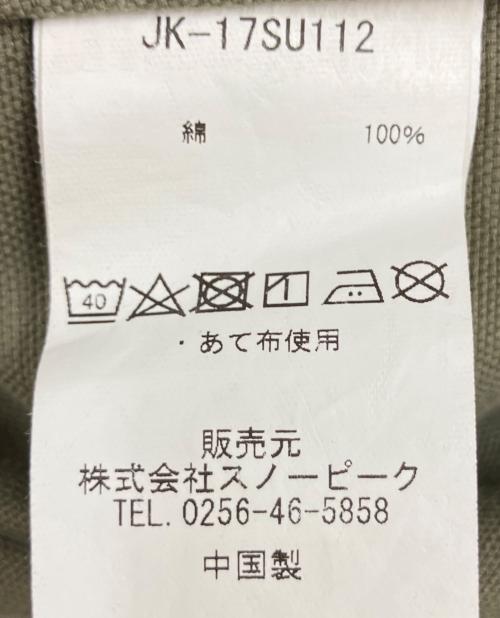 JK-17SU112
綿 100%
40
・あて布使用
販売元
株式会社スノーピーク
TEL. 0256-46-5858
中国製